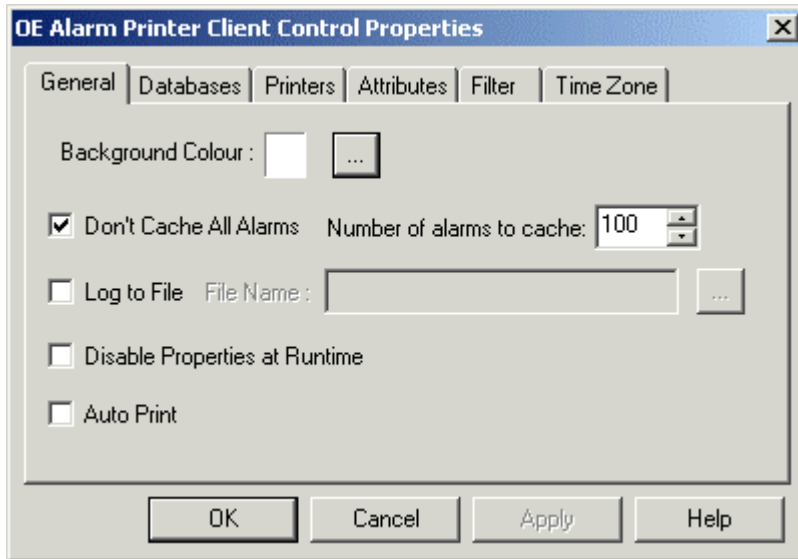 OE Alarm Printer Client Control Properties
General Databases Printers Attributes Filter Time Zone
Background Colour : ...
Don't Cache All Alarms Number of alarms to cache: 100
Log to File File Name : ...
Disable Properties at Runtime
Auto Print
OK Cancel Apply Help